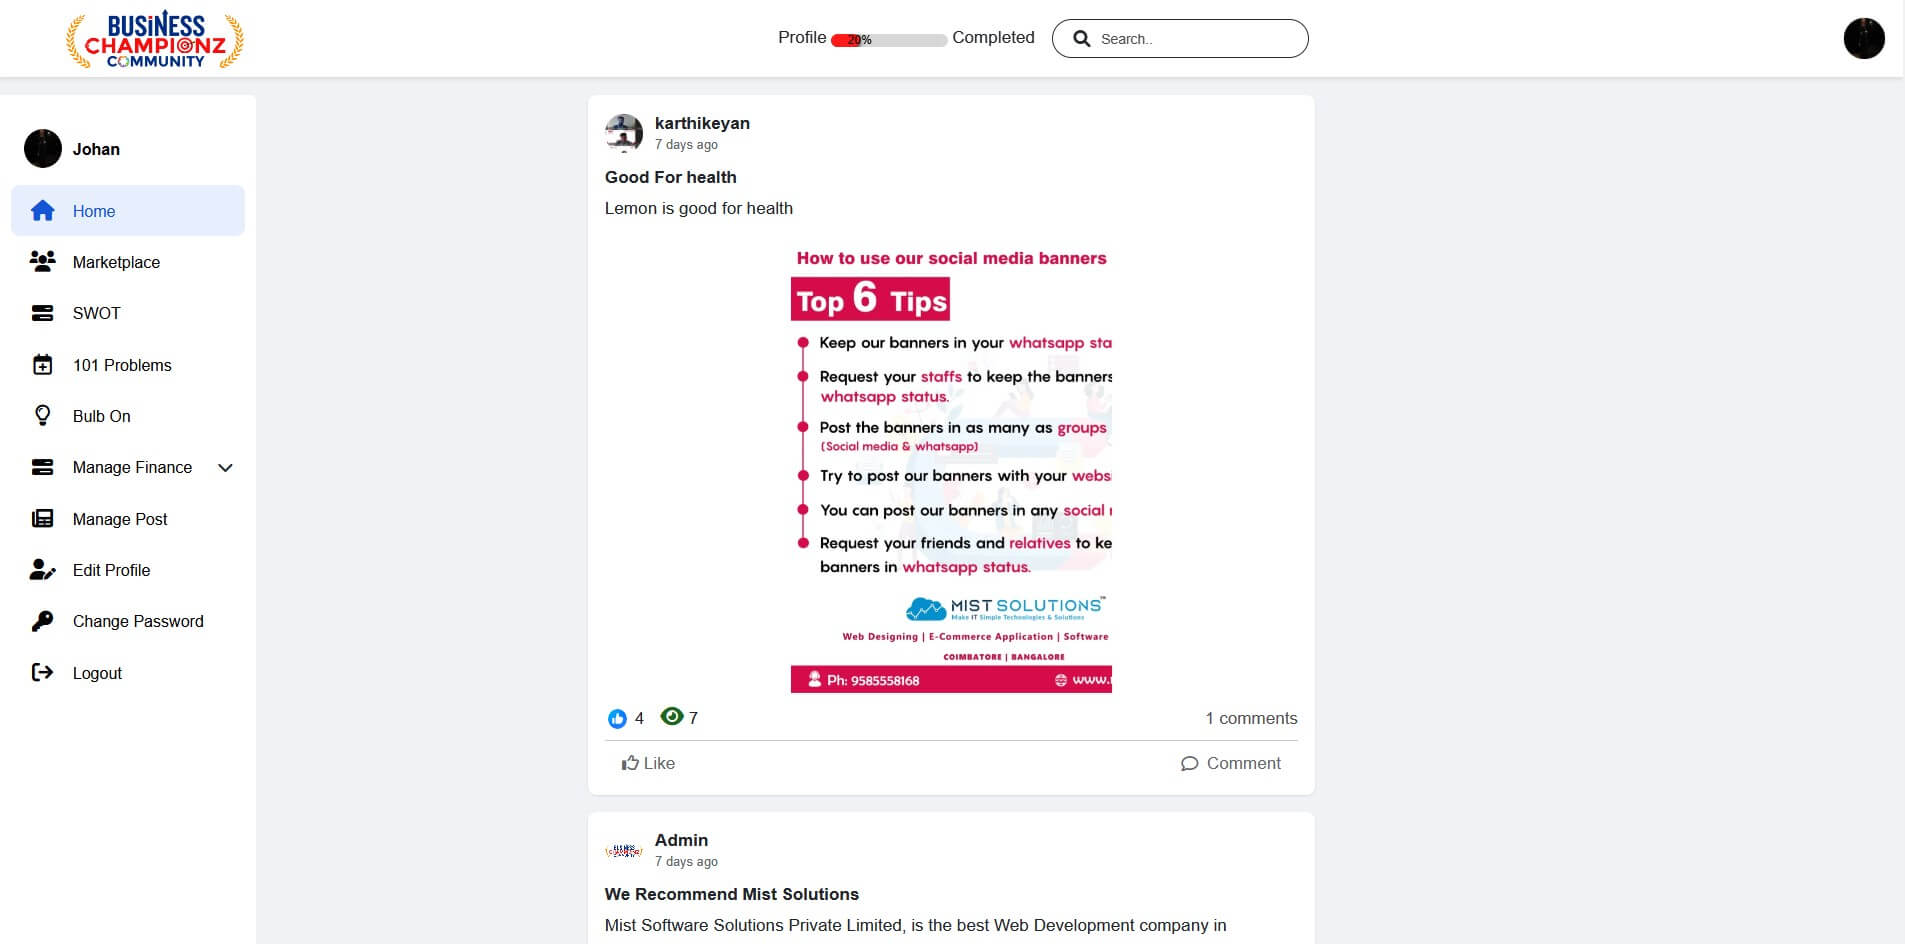 BUSINESS
CHAMPIONZ
COMMUNITY
Profile 20% Completed
Search..
Johan
Home
Marketplace
SWOT
101 Problems
Bulb On
Manage Finance
Manage Post
Edit Profile
Change Password
Logout
karthikeyan
7 days ago
Good For health
Lemon is good for health
How to use our social media banners
Top 6 Tips
Keep our banners in your whatsapp sta
Request your staffs to keep the banners
whatsapp status.
Post the banners in as many as groups
(Social media & whatsapp)
Try to post our banners with your webs
You can post our banners in any social
Request your friends and relatives to ke
banners in whatsapp status.
MIST SOLUTIONS™
Make IT Simple Technologies & Solutions
Web Designing | E-Commerce Application | Software
COIMBATORE | BANGALORE
Ph: 9585558168 www.
4 7 1 comments
Like Comment
Admin
7 days ago
We Recommend Mist Solutions
Mist Software Solutions Private Limited, is the best Web Development company in